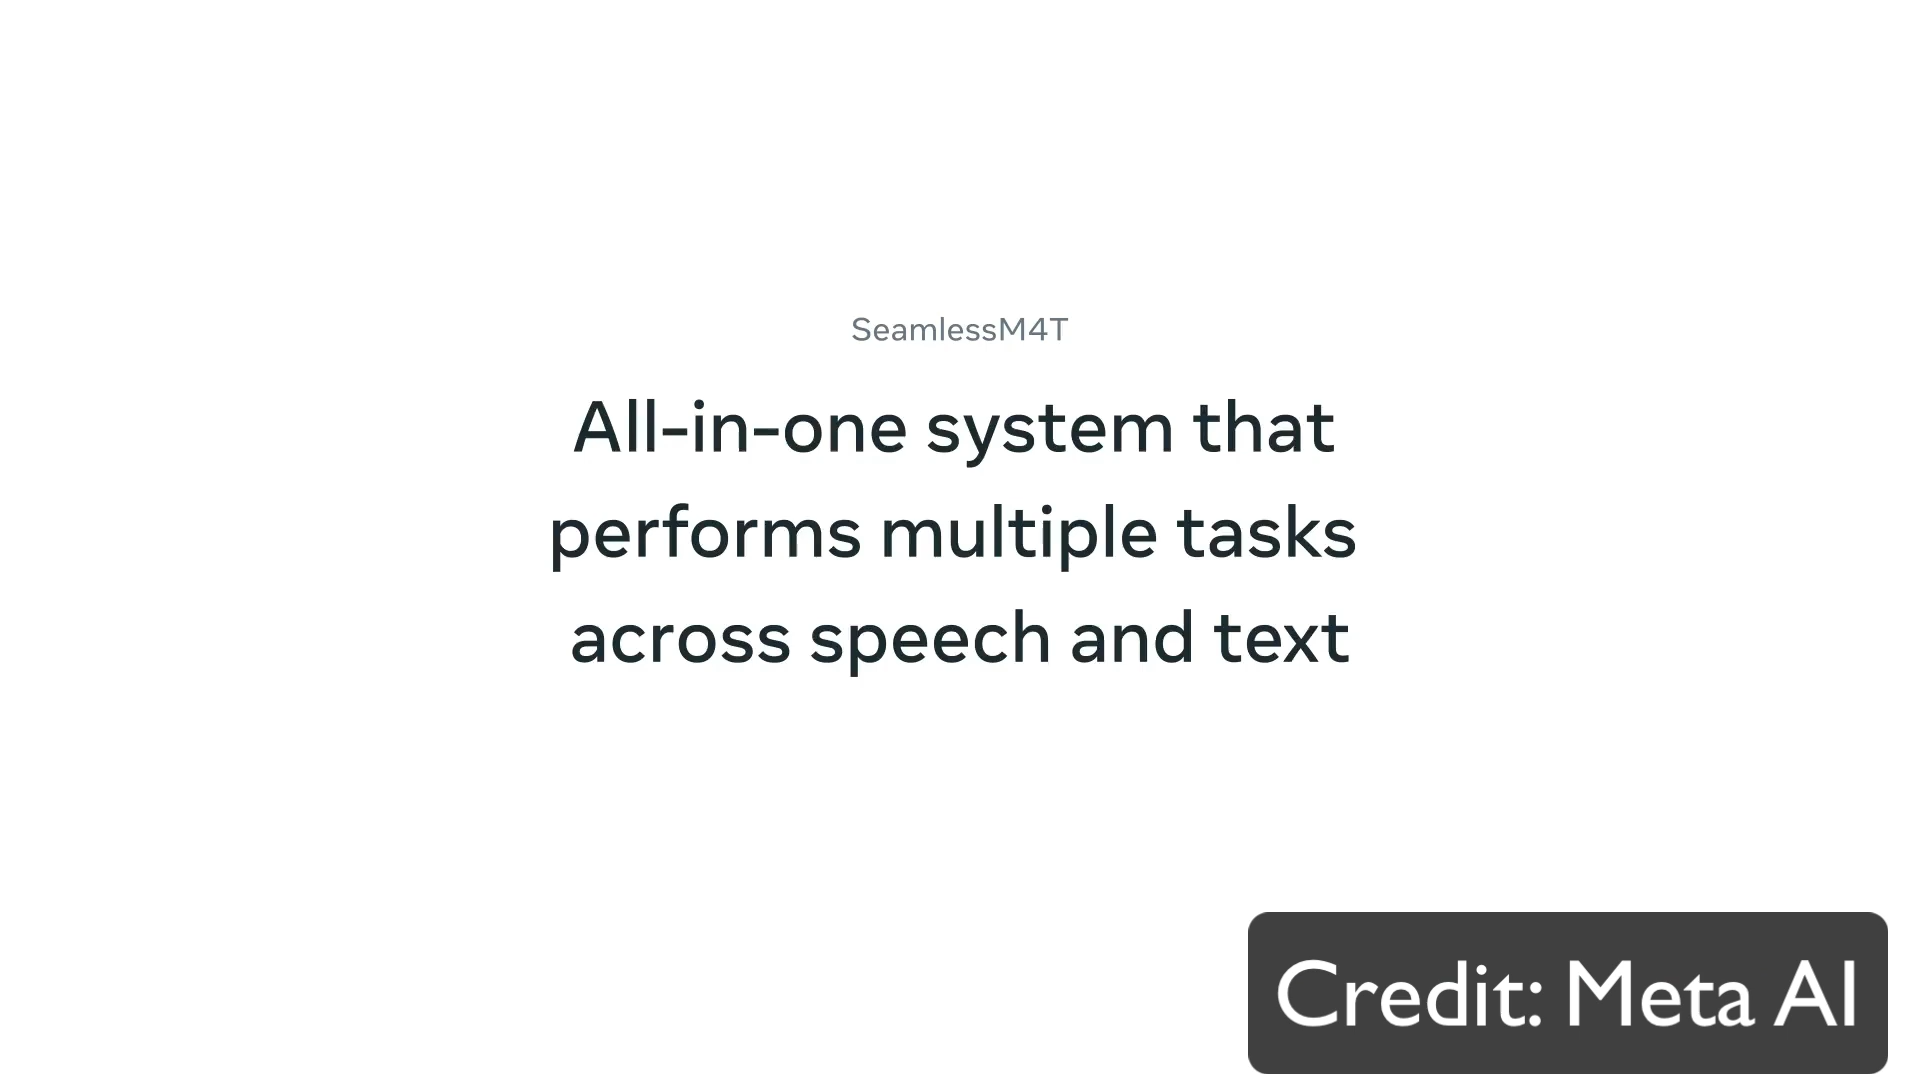 SeamlessM4T
All-in-one system that
performs multiple tasks
across speech and text
Credit: Meta AI